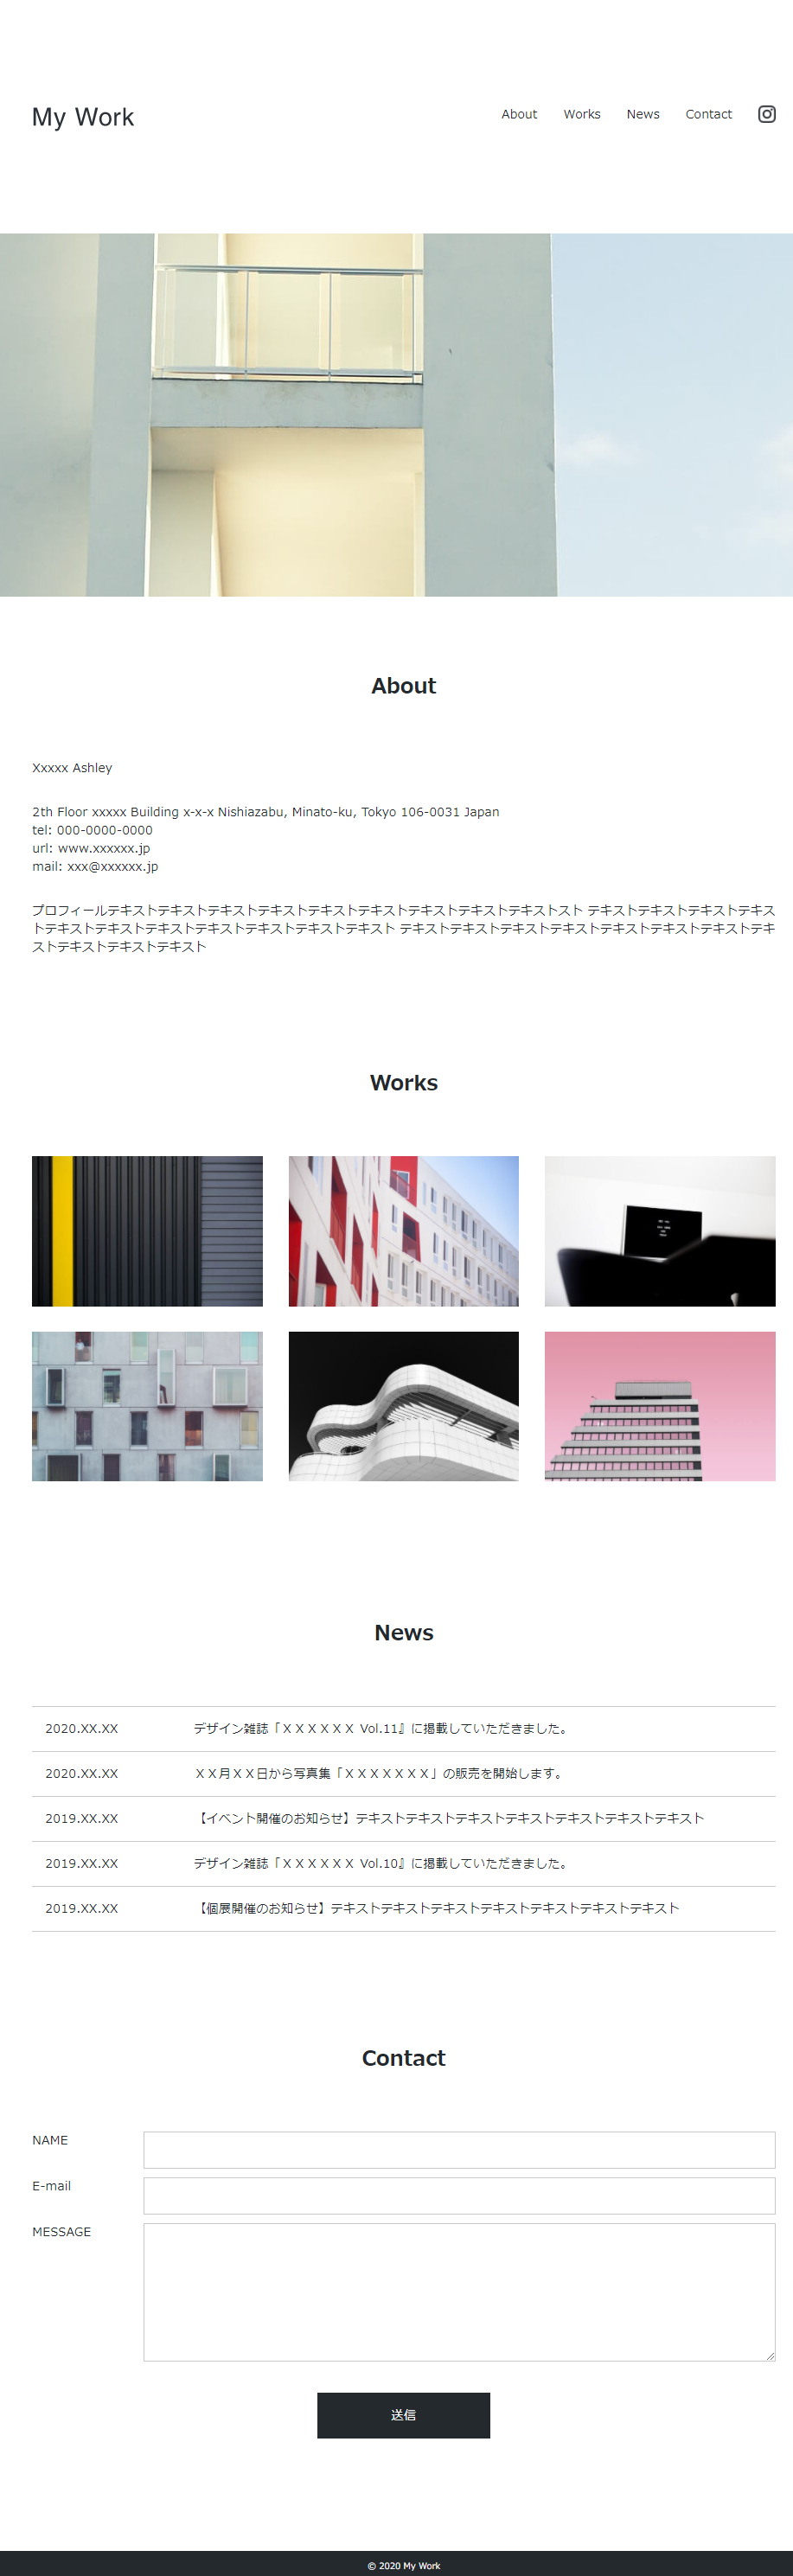 My Work
About
Works
News
Contact
About
Xxxxx Ashley
2th Floor xxxxx Building x-x-x Nishiazabu, Minato-ku, Tokyo 106-0031 Japan
tel: 000-0000-0000
url: www.xxxxxx.jp
mail: xxx@xxxxxx.jp
プロフィールテキストテキストテキストテキストテキストテキストテキストテキストテキストスト テキストテキストテキストテキス
トテキストテキストテキストテキストテキストテキストテキスト テキストテキストテキストテキストテキストテキストテキストテキ
ストテキストテキストテキスト
Works
News
2020.XX.XX デザイン雑誌「ＸＸＸＸＸＸ Vol.11』に掲載していただきました。
2020.XX.XX ＸＸ月ＸＸ日から写真集「ＸＸＸＸＸＸＸ」の販売を開始します。
2019.XX.XX 【イベント開催のお知らせ】テキストテキストテキストテキストテキストテキストテキスト
2019.XX.XX デザイン雑誌「ＸＸＸＸＸＸ Vol.10』に掲載していただきました。
2019.XX.XX 【個展開催のお知らせ】テキストテキストテキストテキストテキストテキストテキスト
Contact
NAME
E-mail
MESSAGE
送信
© 2020 My Work